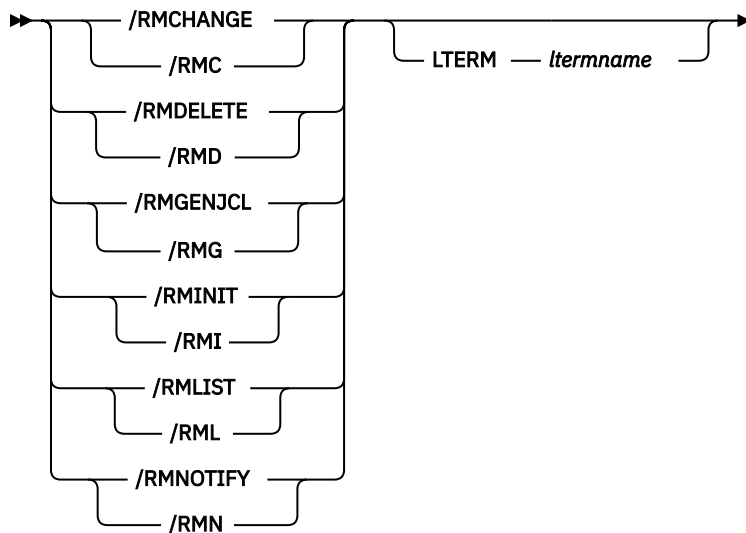 /RMCHANGE
/RMC
LTERM ltermname
/RMDELETE
/RMD
/RMGENJCL
/RMG
/RMINIT
/RMI
/RMLIST
/RML
/RMNOTIFY
/RMN